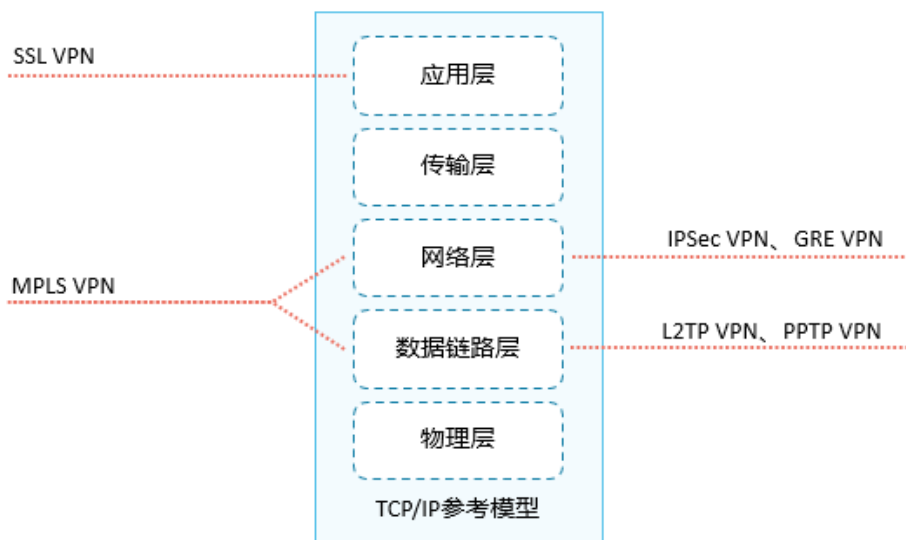 SSL VPN
应用层
传输层
网络层
IPSec VPN、GRE VPN
MPLS VPN
数据链路层
L2TP VPN、PPTP VPN
物理层
TCP/IP参考模型